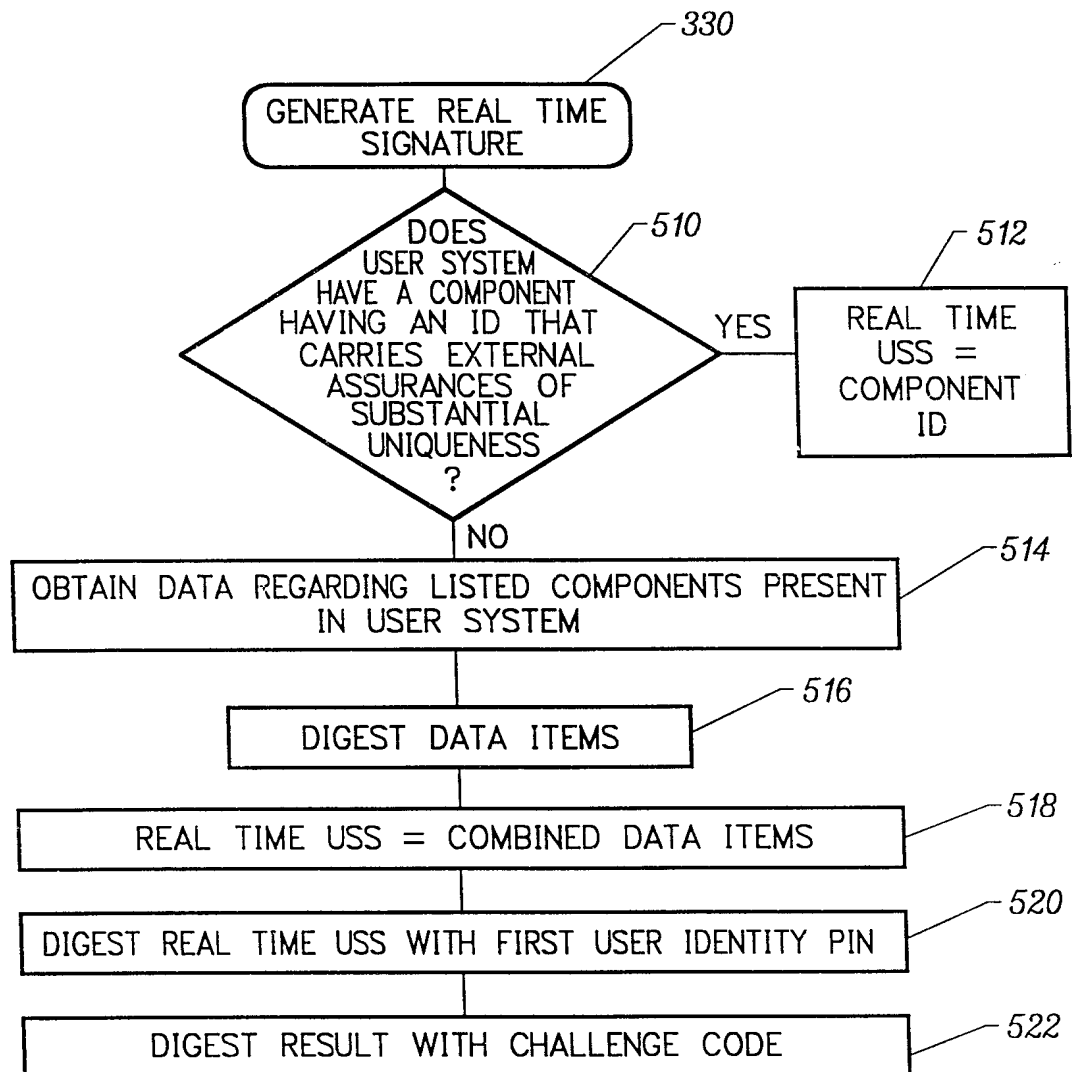 330
GENERATE REAL TIME
SIGNATURE
DOES
USER SYSTEM
HAVE A COMPONENT
HAVING AN ID THAT
CARRIES EXTERNAL
ASSURANCES OF
SUBSTANTIAL
UNIQUENESS
?
510
YES
512
REAL TIME
USS =
COMPONENT
ID
NO
514
OBTAIN DATA REGARDING LISTED COMPONENTS PRESENT
IN USER SYSTEM
516
DIGEST DATA ITEMS
518
REAL TIME USS = COMBINED DATA ITEMS
520
DIGEST REAL TIME USS WITH FIRST USER IDENTITY PIN
522
DIGEST RESULT WITH CHALLENGE CODE